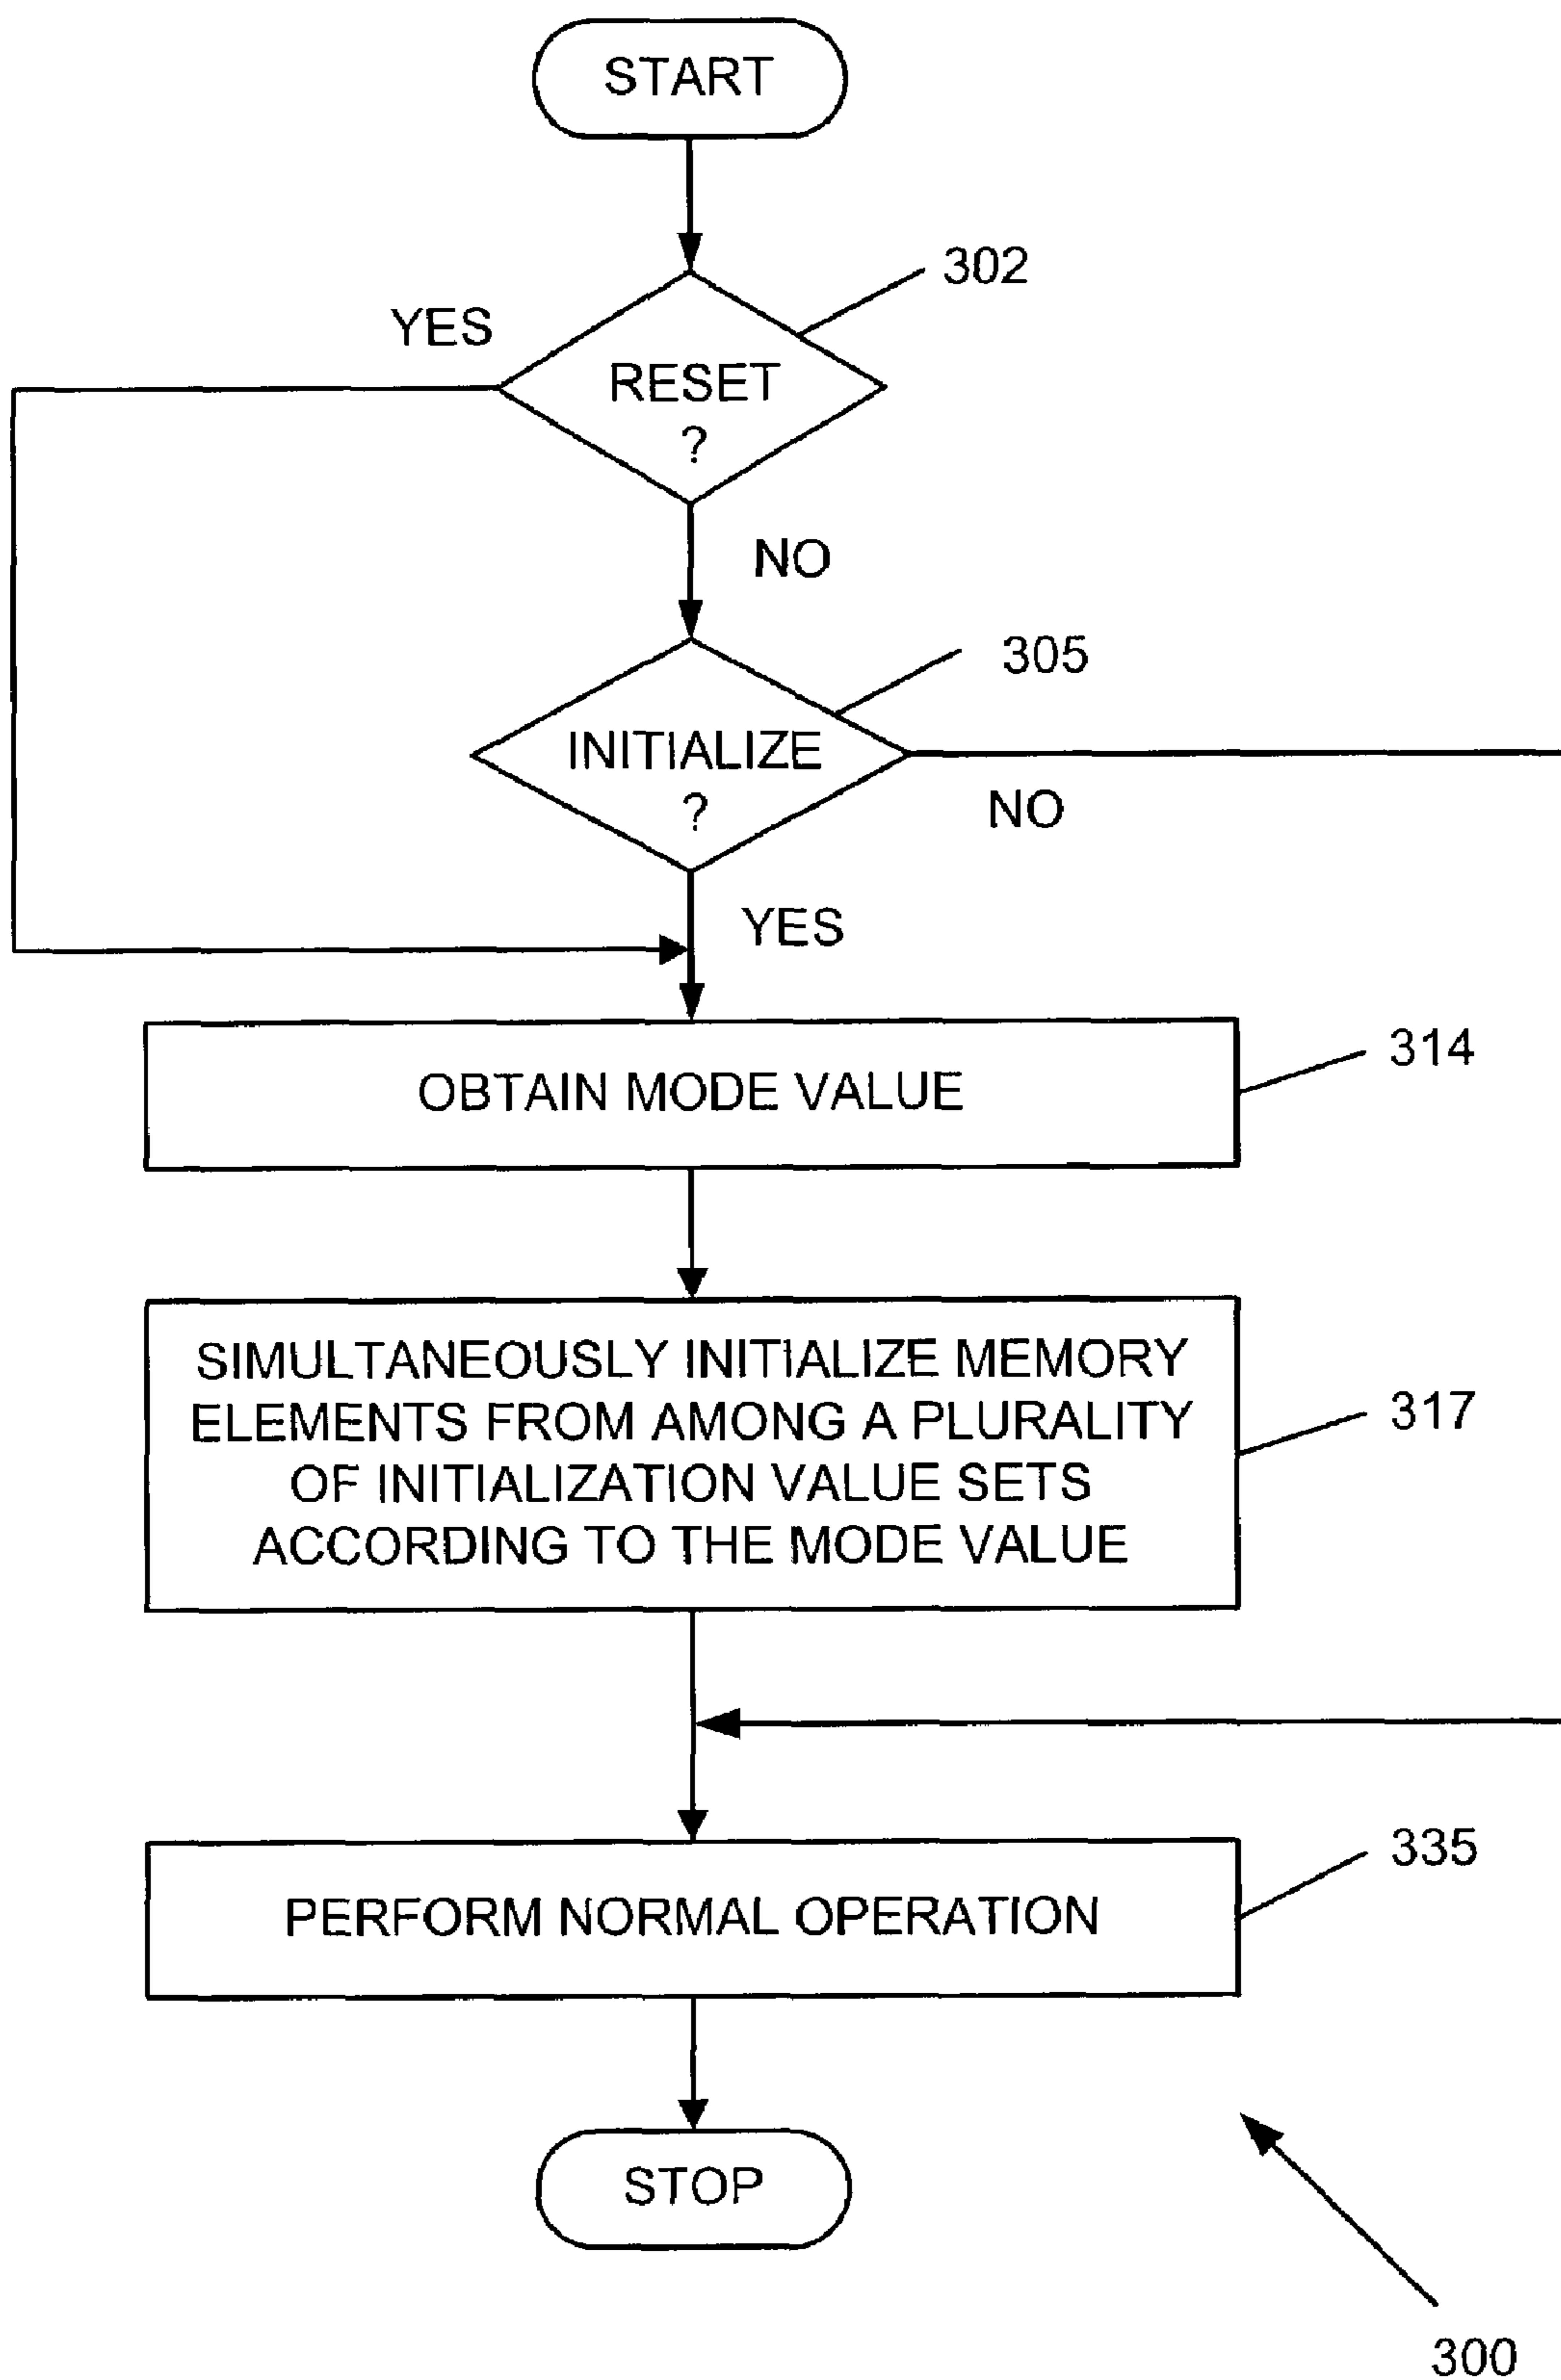 START
302
YES
RESET
?
NO
305
INITIALIZE
?
NO
YES
314
OBTAIN MODE VALUE
SIMULTANEOUSLY INITIALIZE MEMORY
ELEMENTS FROM AMONG A PLURALITY
OF INITIALIZATION VALUE SETS
ACCORDING TO THE MODE VALUE
317
335
PERFORM NORMAL OPERATION
STOP
300